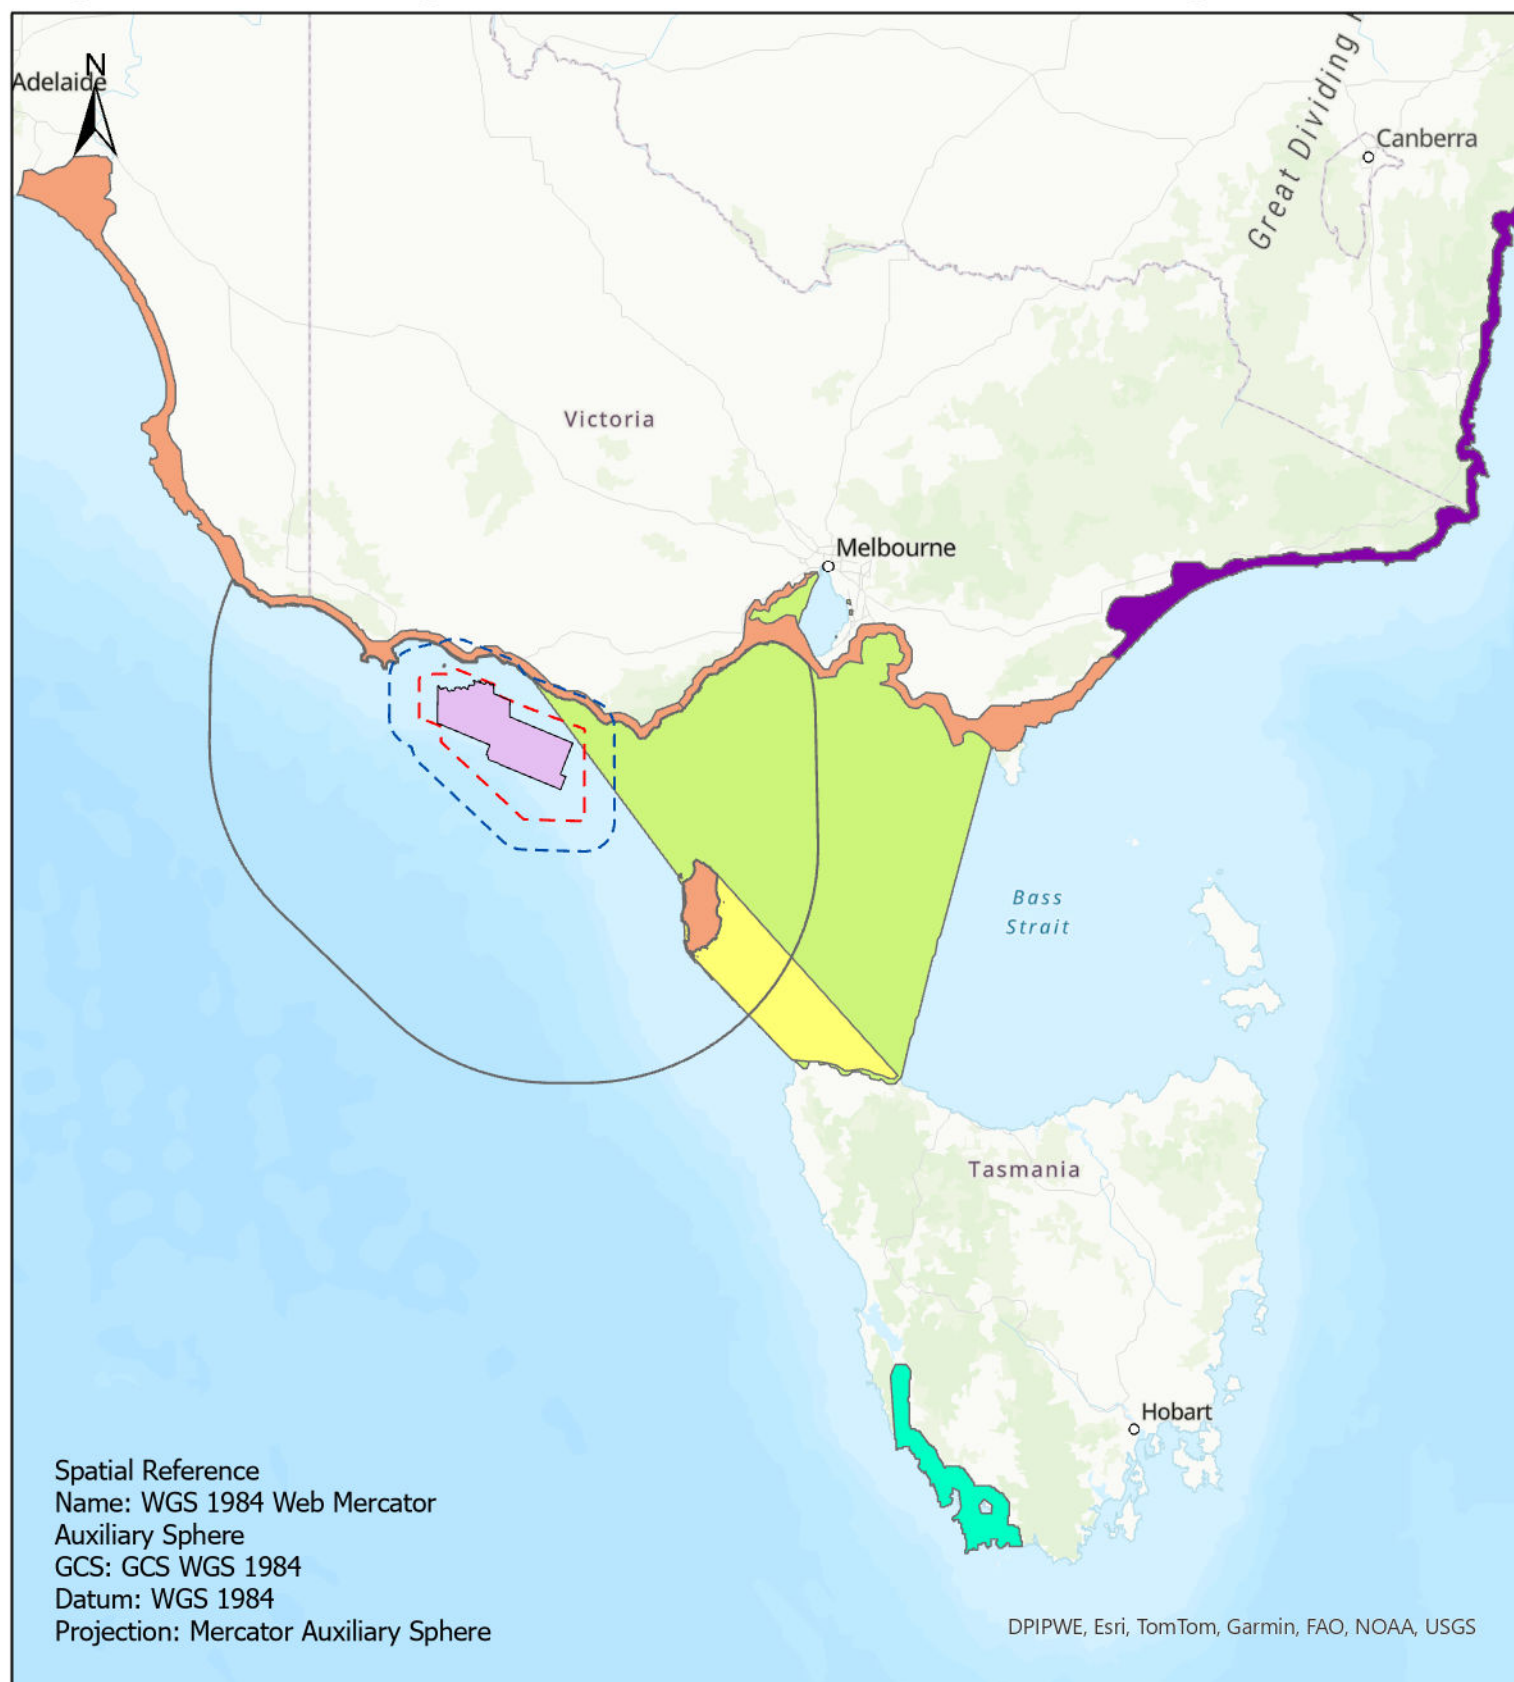 N
Adelaide
Great Dividing
Canberra
Victoria
Melbourne
Bass
Strait
Tasmania
Hobart
Spatial Reference
Name: WGS 1984 Web Mercator
Auxiliary Sphere
GCS: GCS WGS 1984
Datum: WGS 1984
Projection: Mercator Auxiliary Sphere
DPIPWE, Esri, TomTom, Garmin, FAO, NOAA, USGS